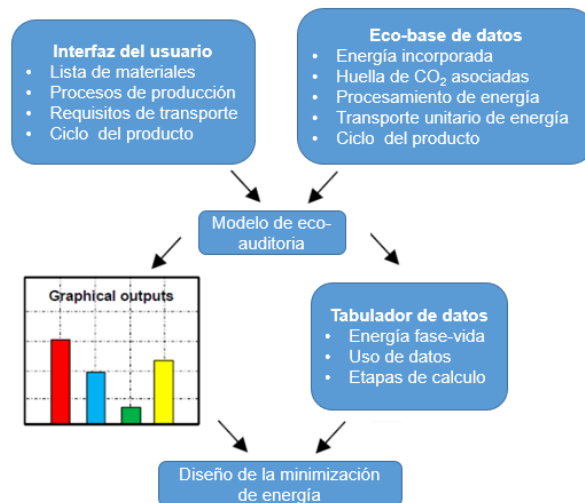 Interfaz del usuario
• Lista de materiales
• Procesos de producción
• Requisitos de transporte
• Ciclo del producto
Eco-base de datos
• Energía incorporada
• Huella de CO₂ asociadas
• Procesamiento de energía
• Transporte unitario de energía
• Ciclo del producto
Modelo de eco-
auditoria
Graphical outputs
Tabulador de datos
• Energía fase-vida
• Uso de datos
• Etapas de calculo
Diseño de la minimización
de energía